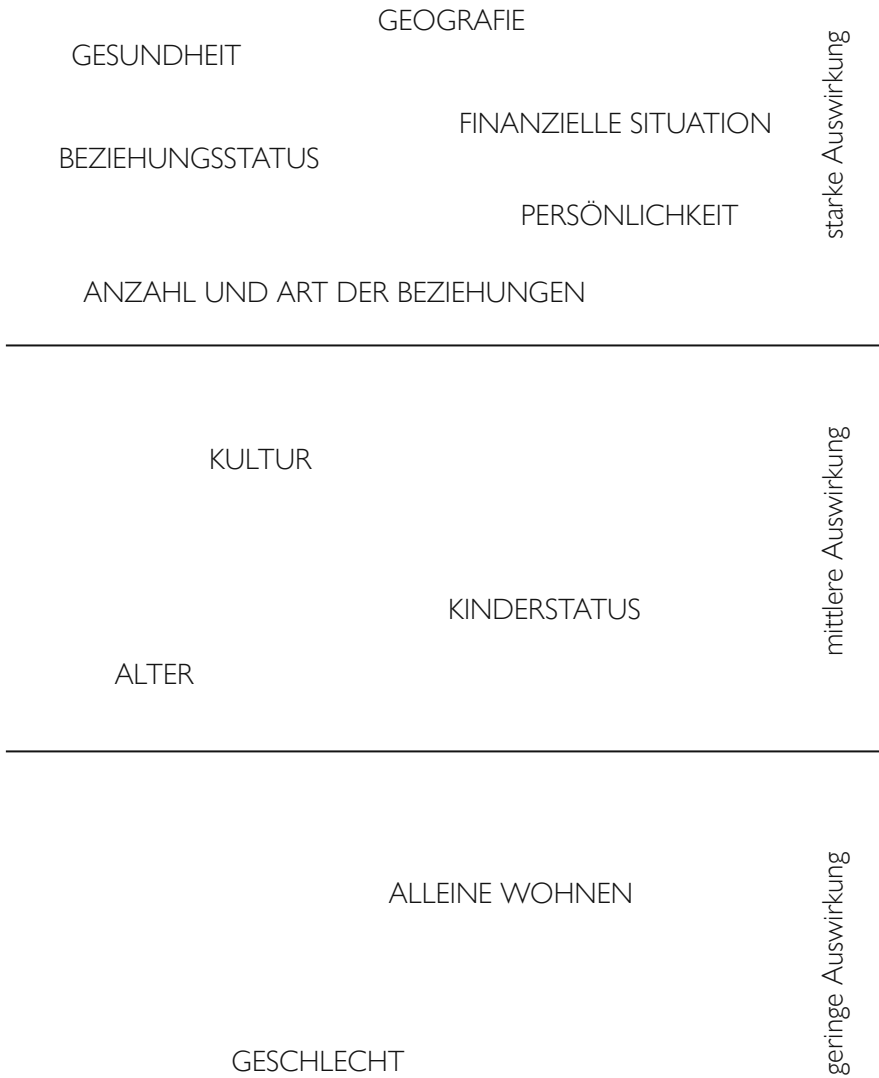 GEOGRAFIE
GESUNDHEIT
FINANZIELLE SITUATION
BEZIEHUNGSSTATUS
PERSÖNLICHKEIT
ANZAHL UND ART DER BEZIEHUNGEN
starke Auswirkung
KULTUR
KINDERSTATUS
ALTER
mittlere Auswirkung
ALLEINE WOHNEN
GESCHLECHT
geringe Auswirkung